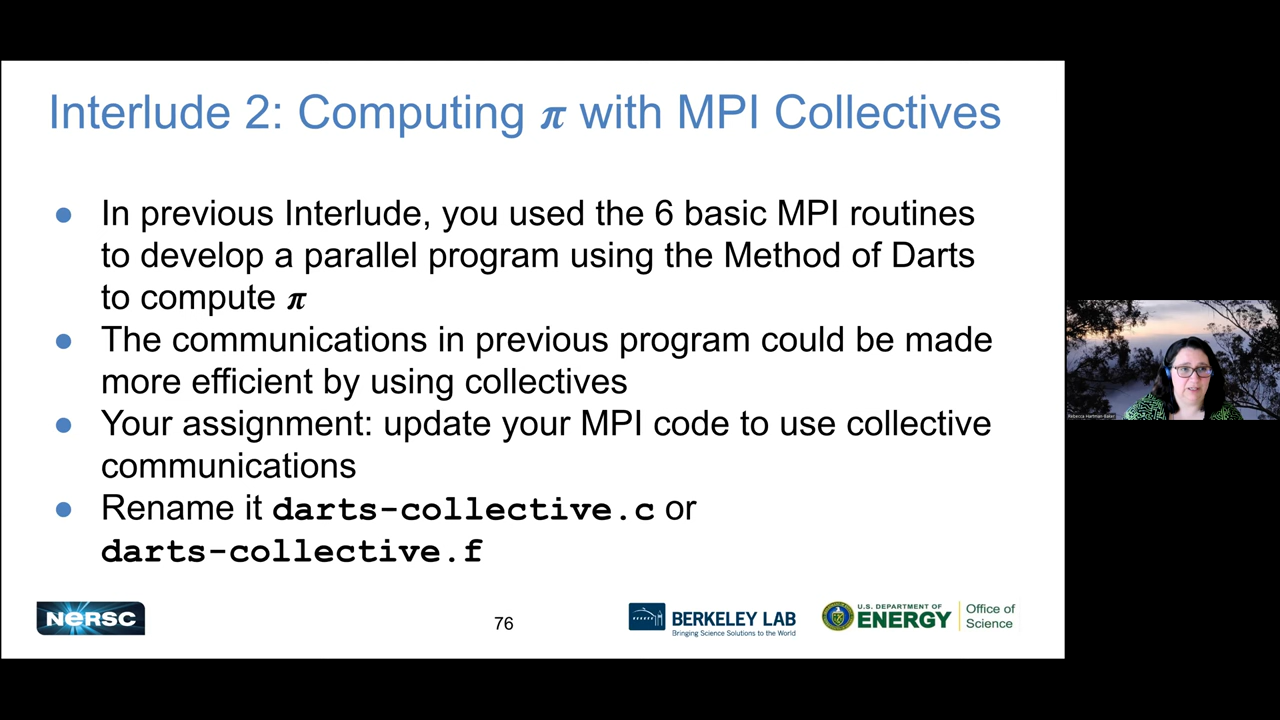 Interlude 2: Computing π with MPI Collectives
● In previous Interlude, you used the 6 basic MPI routines
to develop a parallel program using the Method of Darts
to compute π
● The communications in previous program could be made
more efficient by using collectives
● Your assignment: update your MPI code to use collective
communications
● Rename it darts-collective.c or
darts-collective.f
NERSC
76
BERKELEY LAB
Bringing Science Solutions to the World
U.S. DEPARTMENT OF
ENERGY
Office of
Science
Rebecca Hartman-Baker